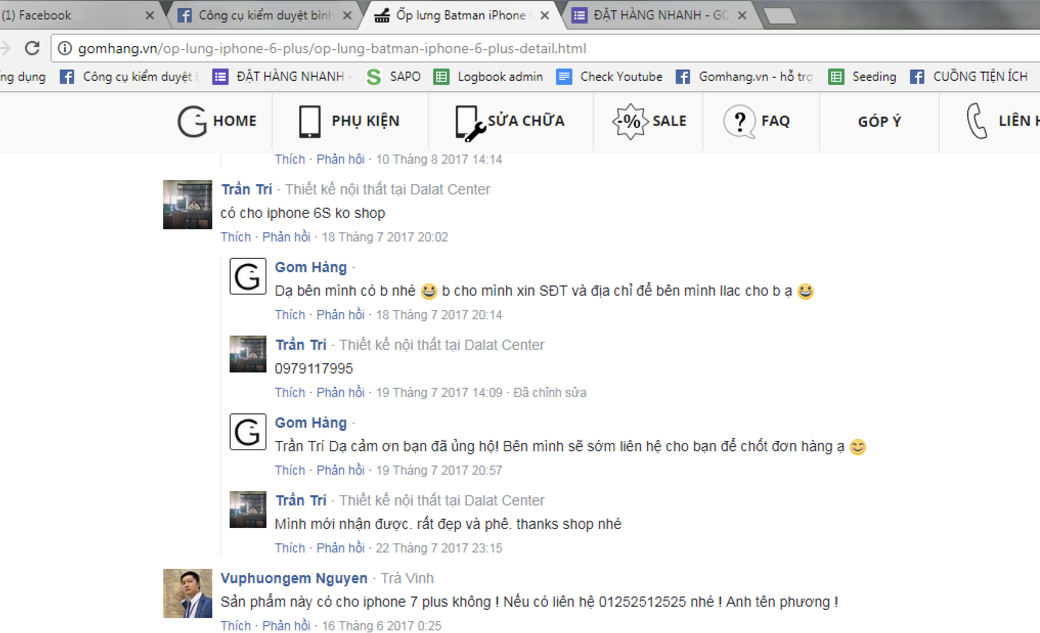 (1) Facebook
Công cụ kiểm duyệt bình
Ốp lưng Batman iPhone
ĐẶT HÀNG NHANH - GO
gomhang.vn/op-lung-iphone-6-plus/op-lung-batman-iphone-6-plus-detail.html
ng dụng
Công cụ kiểm duyệt
ĐẶT HÀNG NHANH -
SAPO
Logbook admin
Check Youtube
Gomhang.vn - hỗ trợ
Seeding
CUỒNG TIỆN ÍCH
HOME
PHỤ KIỆN
SỬA CHỮA
-%
SALE
?
FAQ
GÓP Ý
LIÊN H
Thích · Phản hồi · 10 Tháng 8 2017 14:14
Trần Trí · Thiết kế nội thất tại Dalat Center
có cho iphone 6S ko shop
Thích · Phản hồi · 18 Tháng 7 2017 20:02
Gom Hàng ·
Dạ bên mình có b nhé 😀 b cho mình xin SĐT và địa chỉ để bên mình llac cho b ạ 😀
Thích · Phản hồi · 18 Tháng 7 2017 20:14
Trần Trí · Thiết kế nội thất tại Dalat Center
0979117995
Thích · Phản hồi · 19 Tháng 7 2017 14:09 · Đã chỉnh sửa
Gom Hàng ·
Trần Trí Dạ cảm ơn bạn đã ủng hộ! Bên mình sẽ sớm liên hệ cho bạn để chốt đơn hàng ạ 😊
Thích · Phản hồi · 19 Tháng 7 2017 20:57
Trần Trí · Thiết kế nội thất tại Dalat Center
Mình mới nhận được. rất đẹp và phê. thanks shop nhé
Thích · Phản hồi · 22 Tháng 7 2017 23:15
Vuphuongem Nguyen · Trà Vinh
Sản phẩm này có cho iphone 7 plus không ! Nếu có liên hệ 01252512525 nhé ! Anh tên phương !
Thích · Phản hồi · 16 Tháng 6 2017 0:25